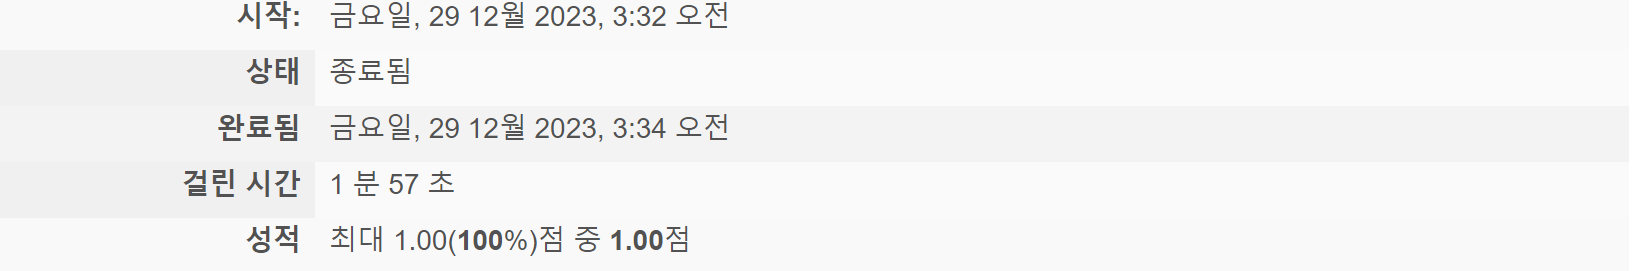 시작: 금요일, 29 12월 2023, 3:32 오전
상태 종료됨
완료됨 금요일, 29 12월 2023, 3:34 오전
걸린 시간 1 분 57 초
성적 최대 1.00(100%)점 중 1.00점